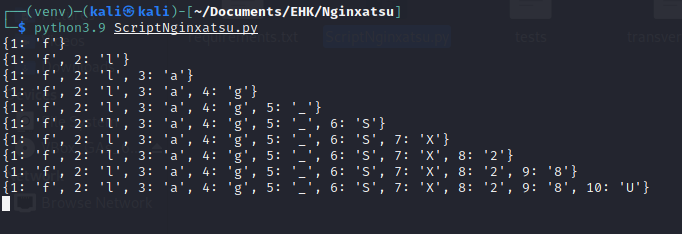 ┌──(venv)─(kali㉿kali)-[~/Documents/EHK/Nginxatsu]
└─$ python3.9 ScriptNginxatsu.py
{1: 'f'}
{1: 'f', 2: 'l'}
{1: 'f', 2: 'l', 3: 'a'}
{1: 'f', 2: 'l', 3: 'a', 4: 'g'}
{1: 'f', 2: 'l', 3: 'a', 4: 'g', 5: '_'}
{1: 'f', 2: 'l', 3: 'a', 4: 'g', 5: '_', 6: 'S'}
{1: 'f', 2: 'l', 3: 'a', 4: 'g', 5: '_', 6: 'S', 7: 'X'}
{1: 'f', 2: 'l', 3: 'a', 4: 'g', 5: '_', 6: 'S', 7: 'X', 8: '2'}
{1: 'f', 2: 'l', 3: 'a', 4: 'g', 5: '_', 6: 'S', 7: 'X', 8: '2', 9: '8'}
{1: 'f', 2: 'l', 3: 'a', 4: 'g', 5: '_', 6: 'S', 7: 'X', 8: '2', 9: '8', 10: 'U'}
Browse Network